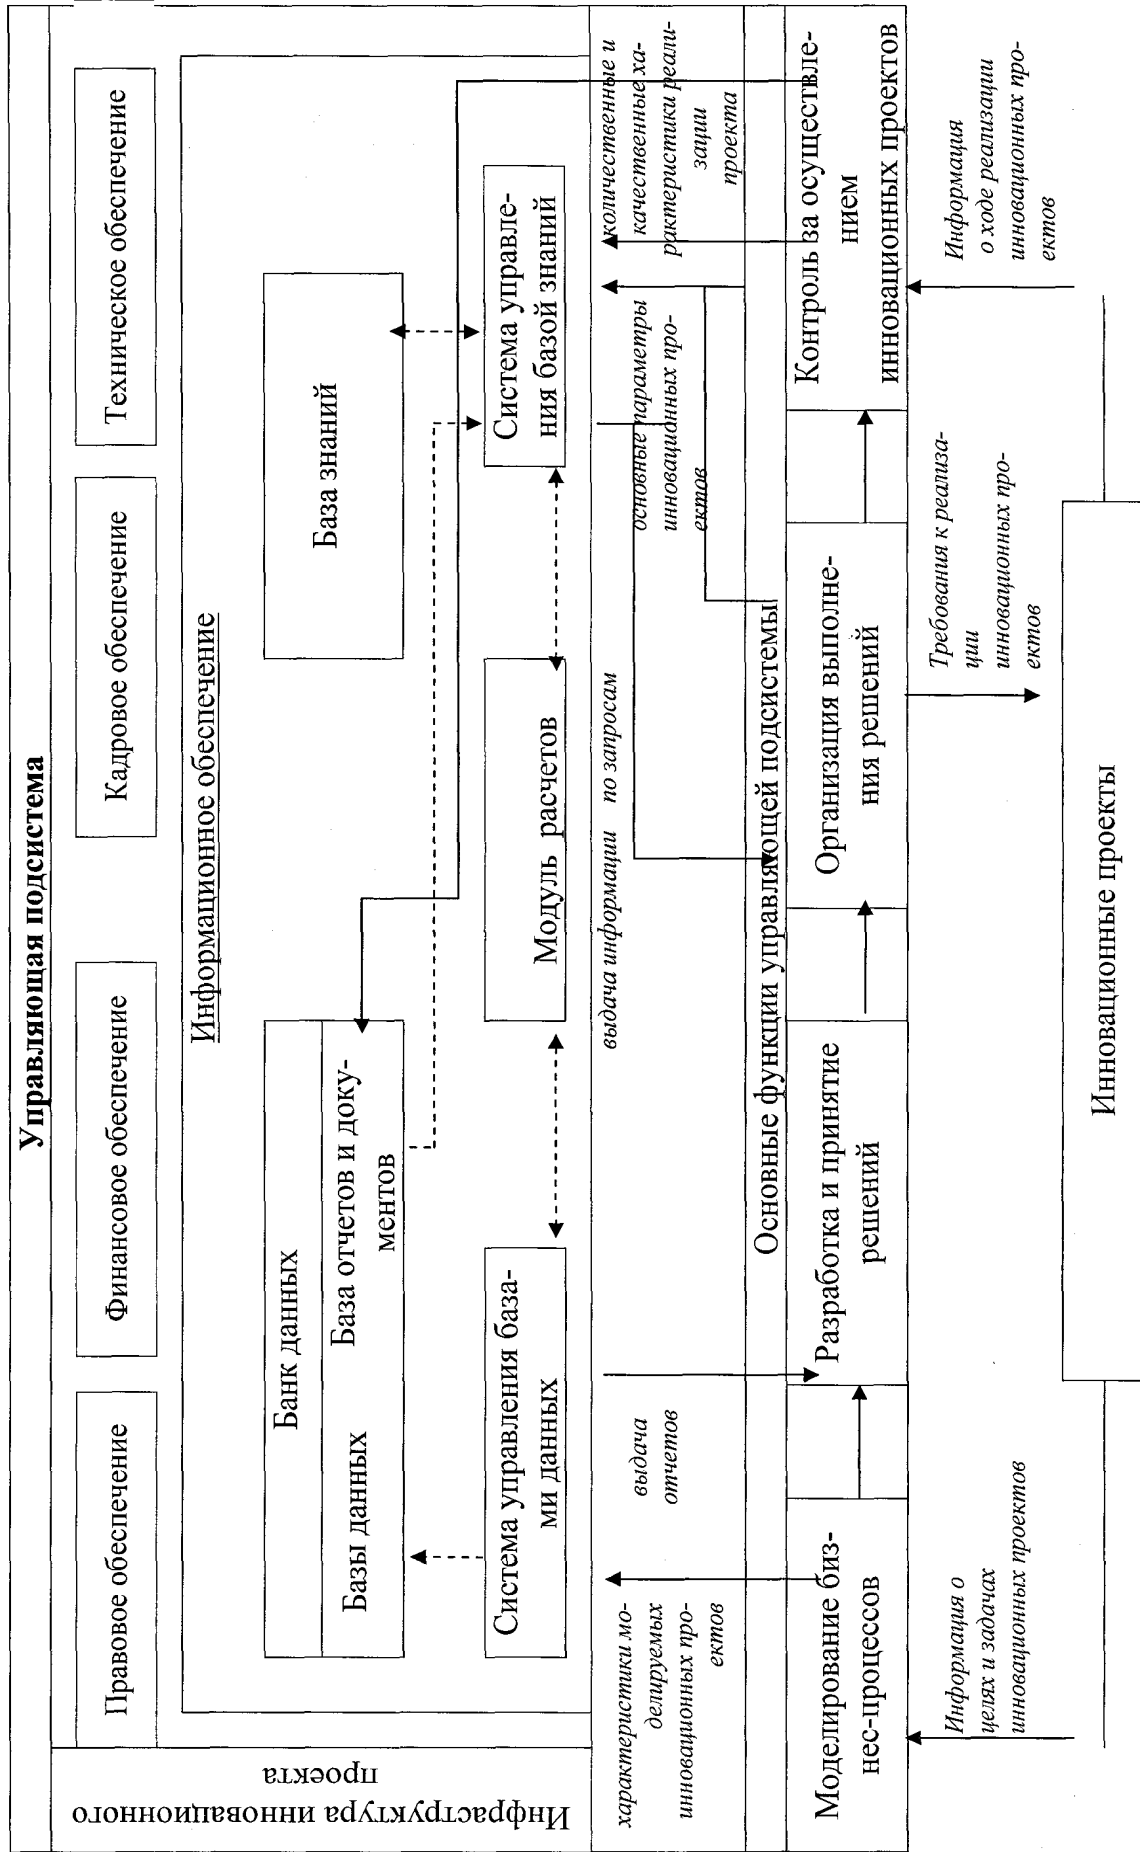 Управляющая подсистема
Инфраструктура инновационного
проекта
Правовое обеспечение
Финансовое обеспечение
Кадровое обеспечение
Техническое обеспечение
Информационное обеспечение
Банк данных
Базы данных
База отчетов и доку-
ментов
База знаний
Система управления база-
ми данных
Модуль расчетов
Система управле-
ния базой знаний
характеристики мо-
делируемых
инновационных про-
ектов
выдача
отчетов
выдача информации по запросам
основные параметры
инновационных про-
ектов
количественные и
качественные ха-
рактеристики реали-
зации
проекта
Основные функции управляющей подсистемы
Моделирование биз-
нес-процессов
Разработка и принятие
решений
Организация выполне-
ния решений
Контроль за осуществле-
нием
инновационных проектов
Информация о
целях и задачах
инновационных проектов
Требования к реализа-
ции
инновационных про-
ектов
Информация
о ходе реализации
инновационных про-
ектов
Инновационные проекты